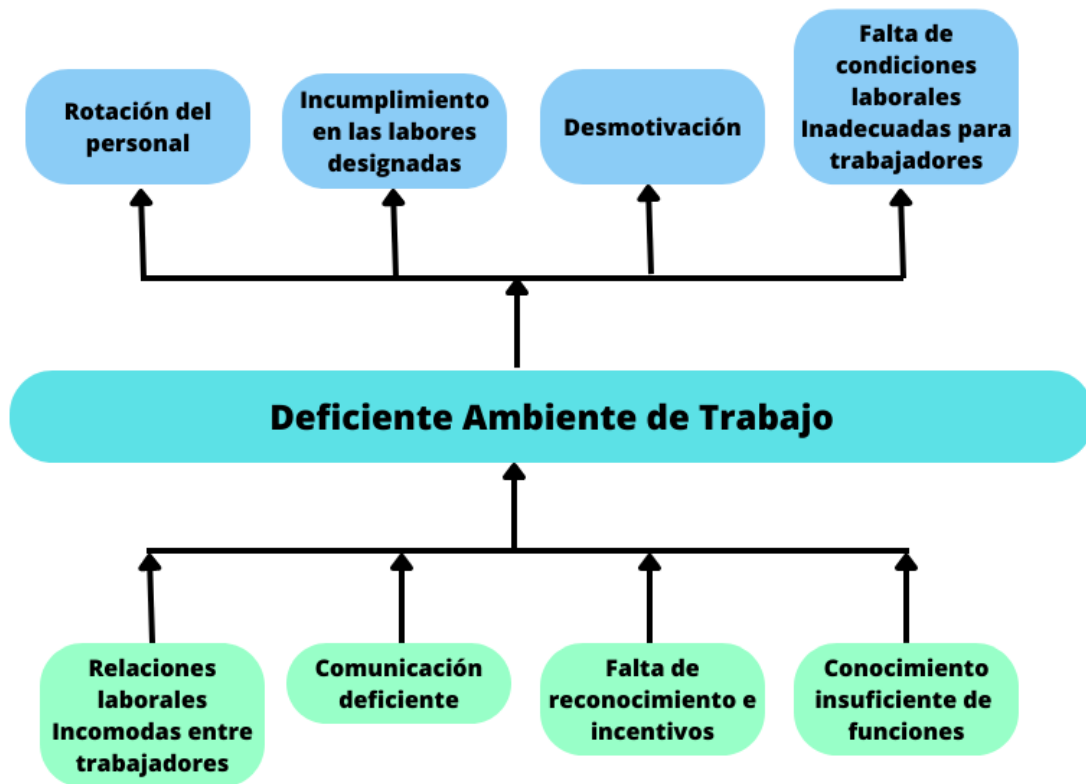 Rotación del
personal
Incumplimiento
en las labores
designadas
Desmotivación
Falta de
condiciones
laborales
Inadecuadas para
trabajadores
Deficiente Ambiente de Trabajo
Relaciones
laborales
Incomodas entre
trabajadores
Comunicación
deficiente
Falta de
reconocimiento e
incentivos
Conocimiento
insuficiente de
funciones